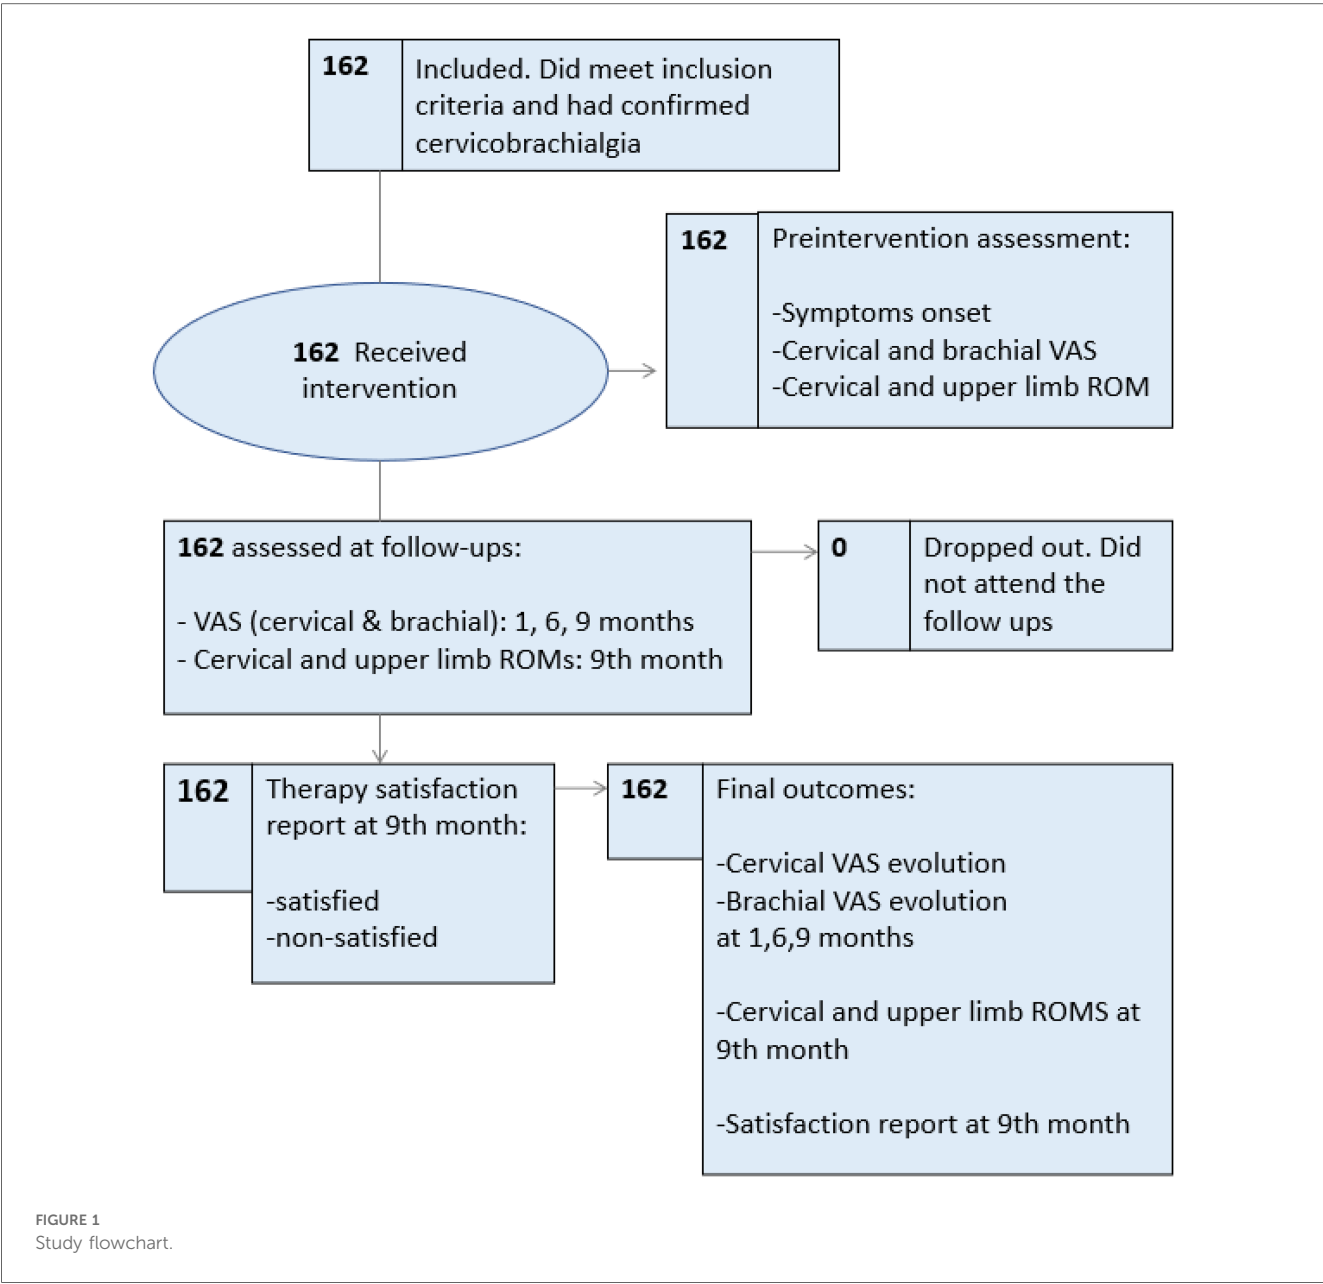 162
Included. Did meet inclusion
criteria and had confirmed
cervicobrachialgia
162
Preintervention assessment:
-Symptoms onset
-Cervical and brachial VAS
-Cervical and upper limb ROM
162 Received
intervention
162 assessed at follow-ups:
- VAS (cervical & brachial): 1, 6, 9 months
- Cervical and upper limb ROMs: 9th month
0
Dropped out. Did
not attend the
follow ups
162
Therapy satisfaction
report at 9th month:
-satisfied
-non-satisfied
162
Final outcomes:
-Cervical VAS evolution
-Brachial VAS evolution
at 1,6,9 months
-Cervical and upper limb ROMS at
9th month
-Satisfaction report at 9th month
FIGURE 1
Study flowchart.